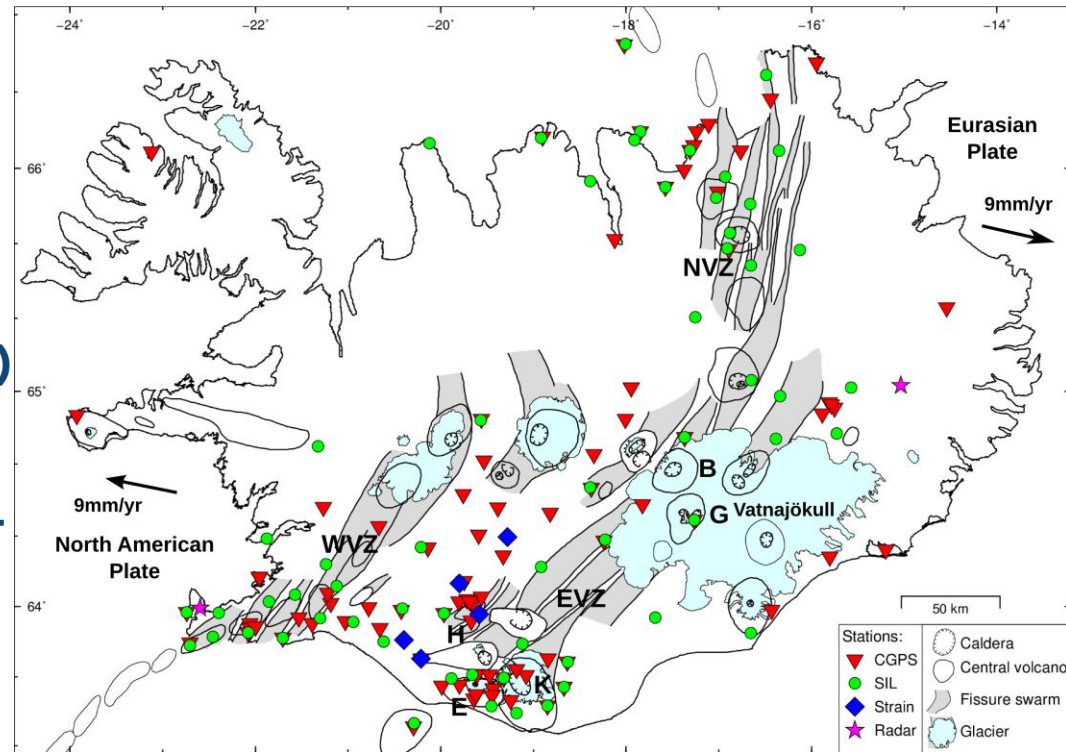 −24 −22 −20 −18 −16 −14
66
65
64
Eurasian
Plate
9mm/yr
NVZ
)
B
G Vatnajökull
9mm/yr
North American
Plate
WVZ
EVZ
H
K
E
50 km
Stations:
CGPS
SIL
Strain
Radar
Caldera
Central volcano
Fissure swarm
Glacier